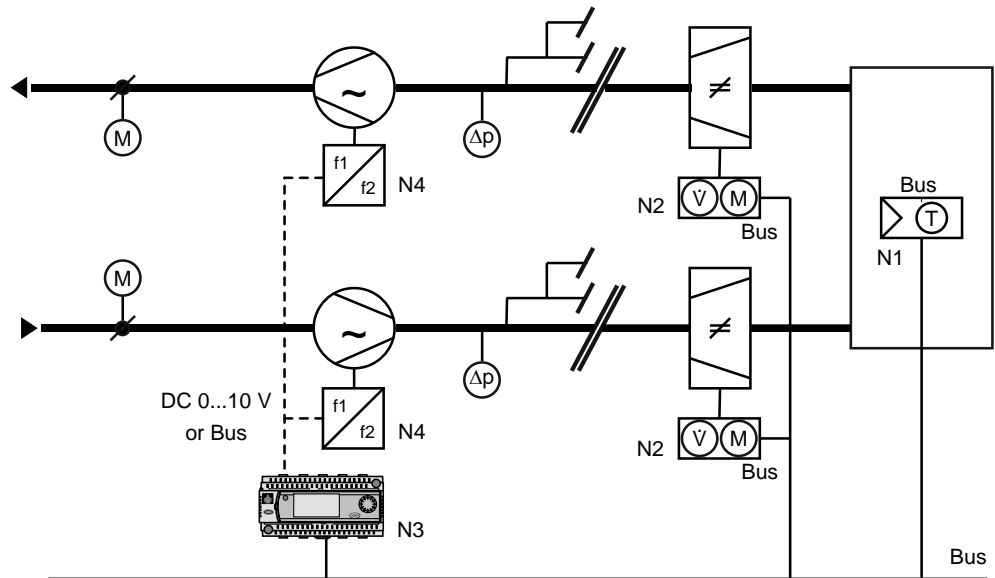 M
~
Δp
≠
f1
f2
N4
N2
V̇
M
Bus
Bus
T
N1
M
~
Δp
≠
f1
f2
N4
N2
V̇
M
Bus
DC 0...10 V
or Bus
N3
Bus